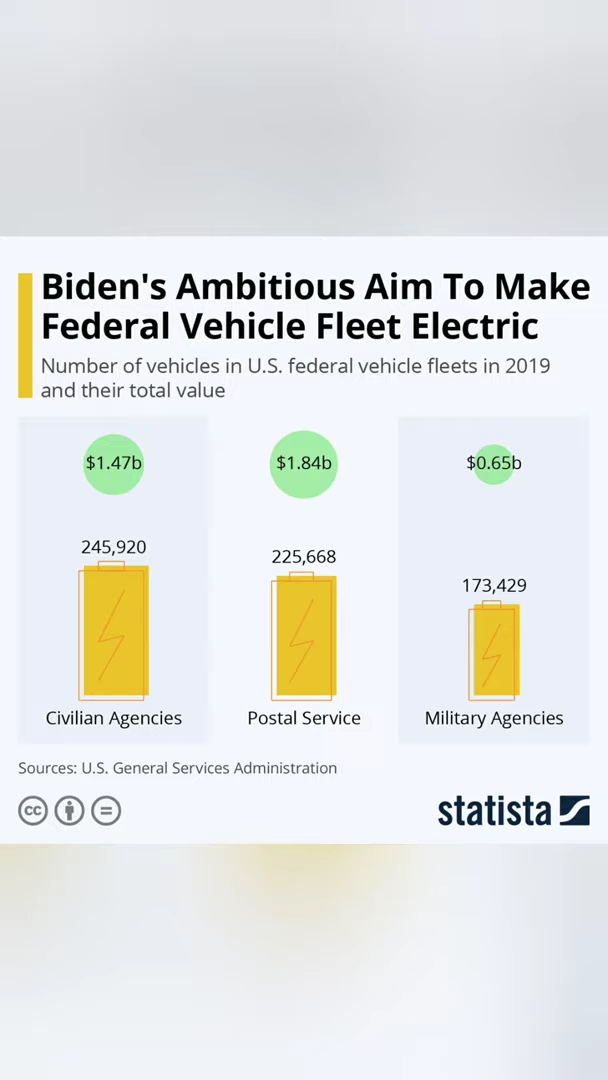 Biden's Ambitious Aim To Make
Federal Vehicle Fleet Electric
Number of vehicles in U.S. federal vehicle fleets in 2019
and their total value
$1.47b
$1.84b
$0.65b
245,920
225,668
173,429
Civilian Agencies
Postal Service
Military Agencies
Sources: U.S. General Services Administration
cc
statista